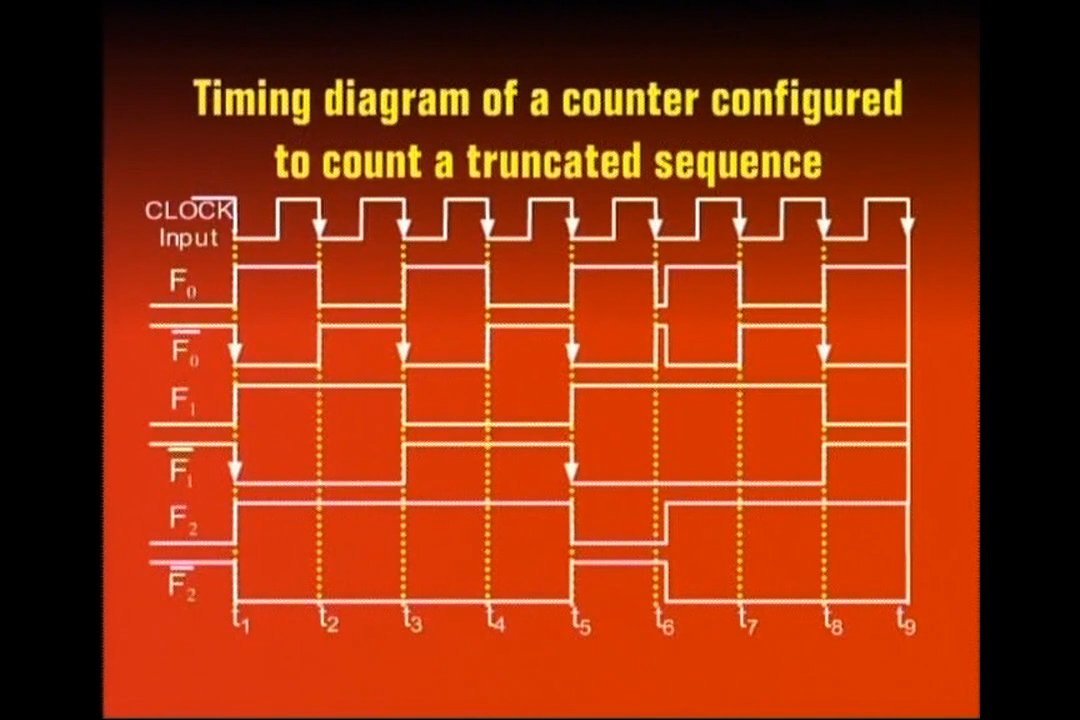 Timing diagram of a counter configured
to count a truncated sequence
CLOCK
Input
F₀
F̅₀
F₁
F̅₁
F₂
F̅₂
t₁ t₂ t₃ t₄ t₅ t₆ t₇ t₈ t₉